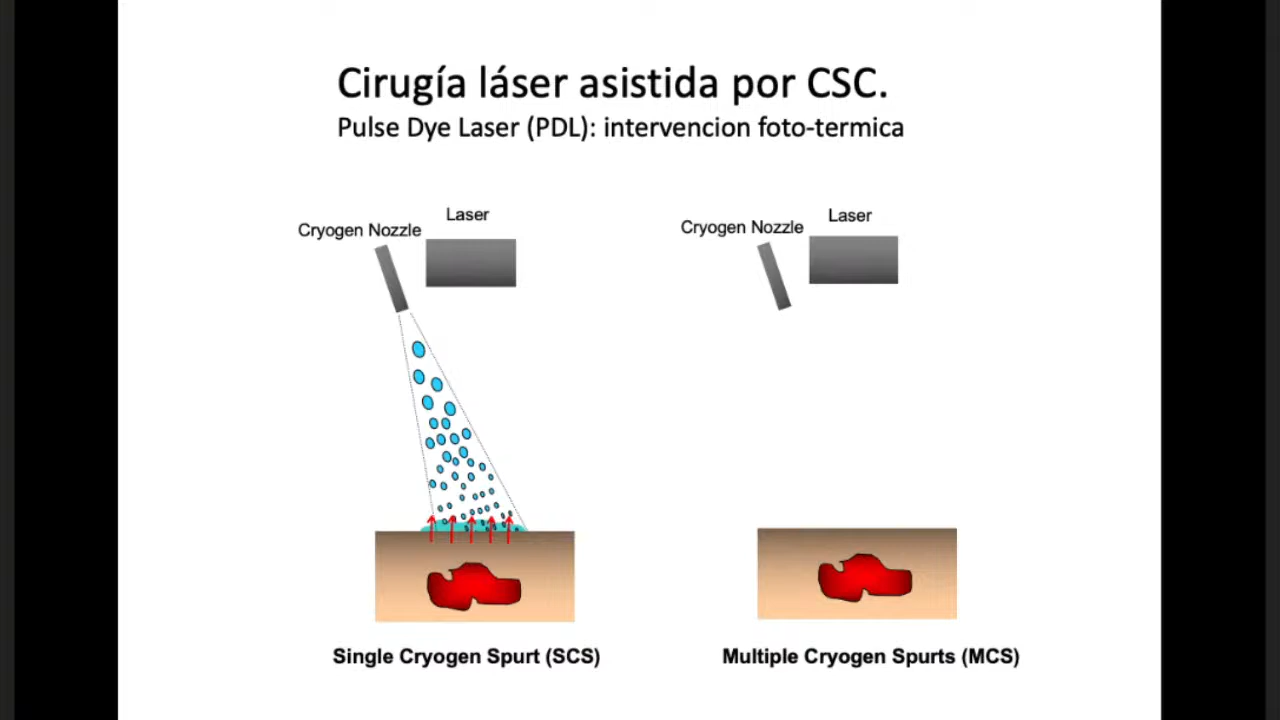 Cirugía láser asistida por CSC.
Pulse Dye Laser (PDL): intervencion foto-termica
Cryogen Nozzle
Laser
Cryogen Nozzle
Laser
Single Cryogen Spurt (SCS)
Multiple Cryogen Spurts (MCS)